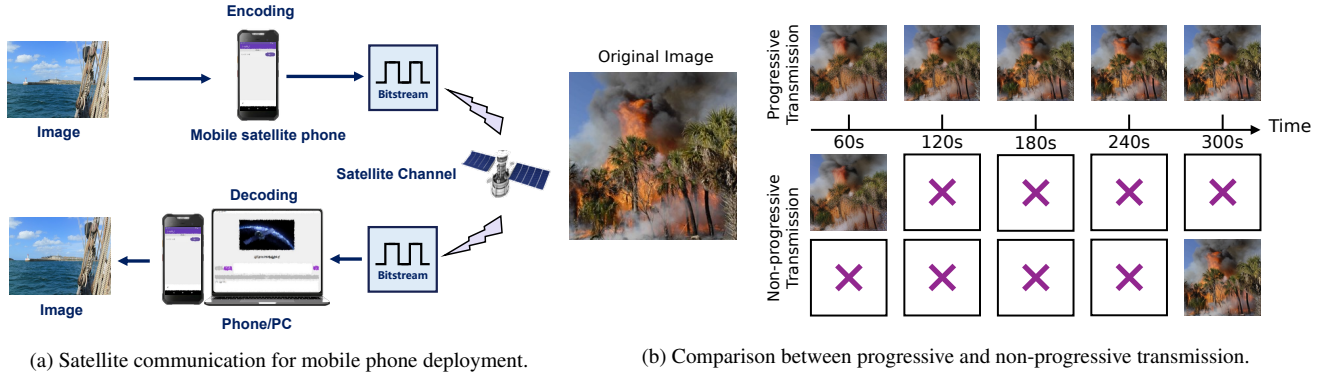 Encoding
Image
Mobile satellite phone
Bitstream
Satellite Channel
Decoding
Image
Phone/PC
Bitstream
(a) Satellite communication for mobile phone deployment.
Original Image
Progressive
Transmission
Time
60s 120s 180s 240s 300s
Non-progressive
Transmission
(b) Comparison between progressive and non-progressive transmission.